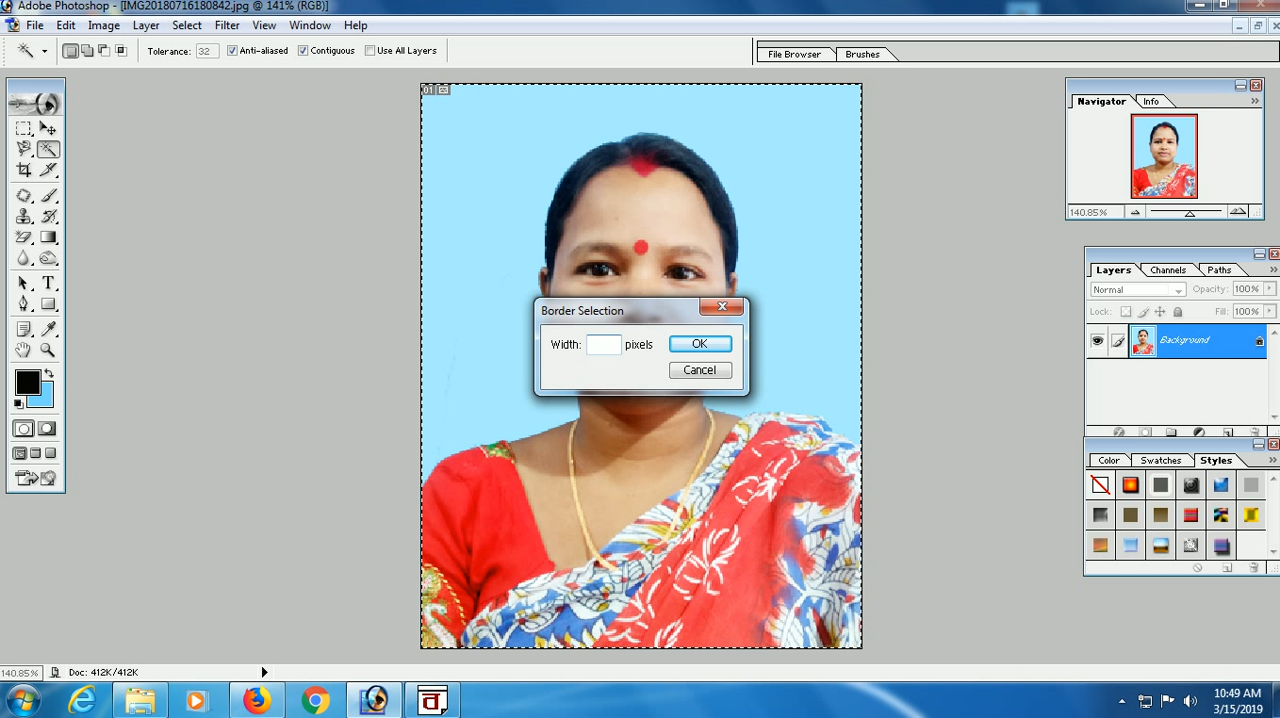 Adobe Photoshop - [IMG20180716180842.jpg @ 141% (RGB)]
File Edit Image Layer Select Filter View Window Help
Tolerance: 32 Anti-aliased Contiguous Use All Layers File Browser Brushes
01
Navigator Info
140.85%
Layers Channels Paths
Normal Opacity: 100%
Lock: Fill: 100%
Background
Border Selection
Width: pixels OK
Cancel
T
Color Swatches Styles
140.85% Doc: 412K/412K
व
10:49 AM
3/15/2019